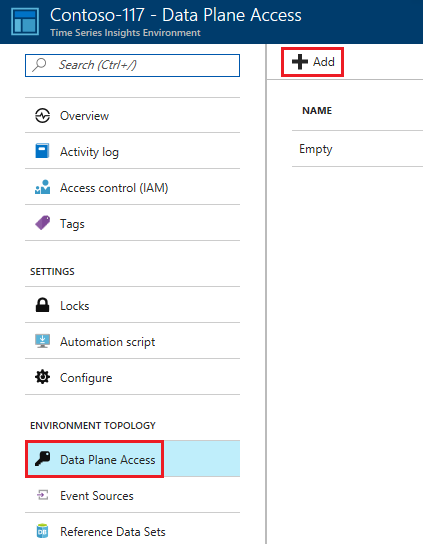 Contoso-117 - Data Plane Access
Time Series Insights Environment
Search (Ctrl+/)
Overview
Activity log
Access control (IAM)
Tags
SETTINGS
Locks
Automation script
Configure
ENVIRONMENT TOPOLOGY
Data Plane Access
Event Sources
Reference Data Sets
Add
NAME
Empty